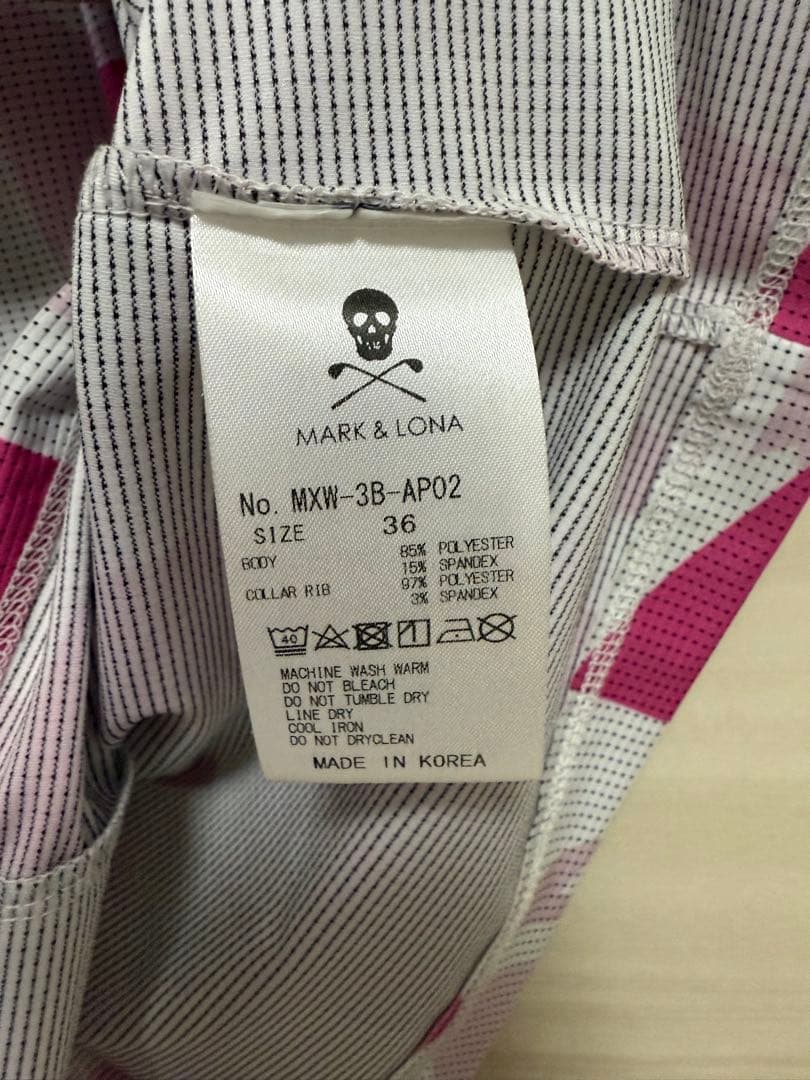 MARK & LONA
No. MXW-3B-AP02
SIZE 36
BODY 85% POLYESTER
15% SPANDEX
COLLAR RIB 97% POLYESTER
3% SPANDEX
40
MACHINE WASH WARM
DO NOT BLEACH
DO NOT TUMBLE DRY
LINE DRY
COOL IRON
DO NOT DRYCLEAN
MADE IN KOREA